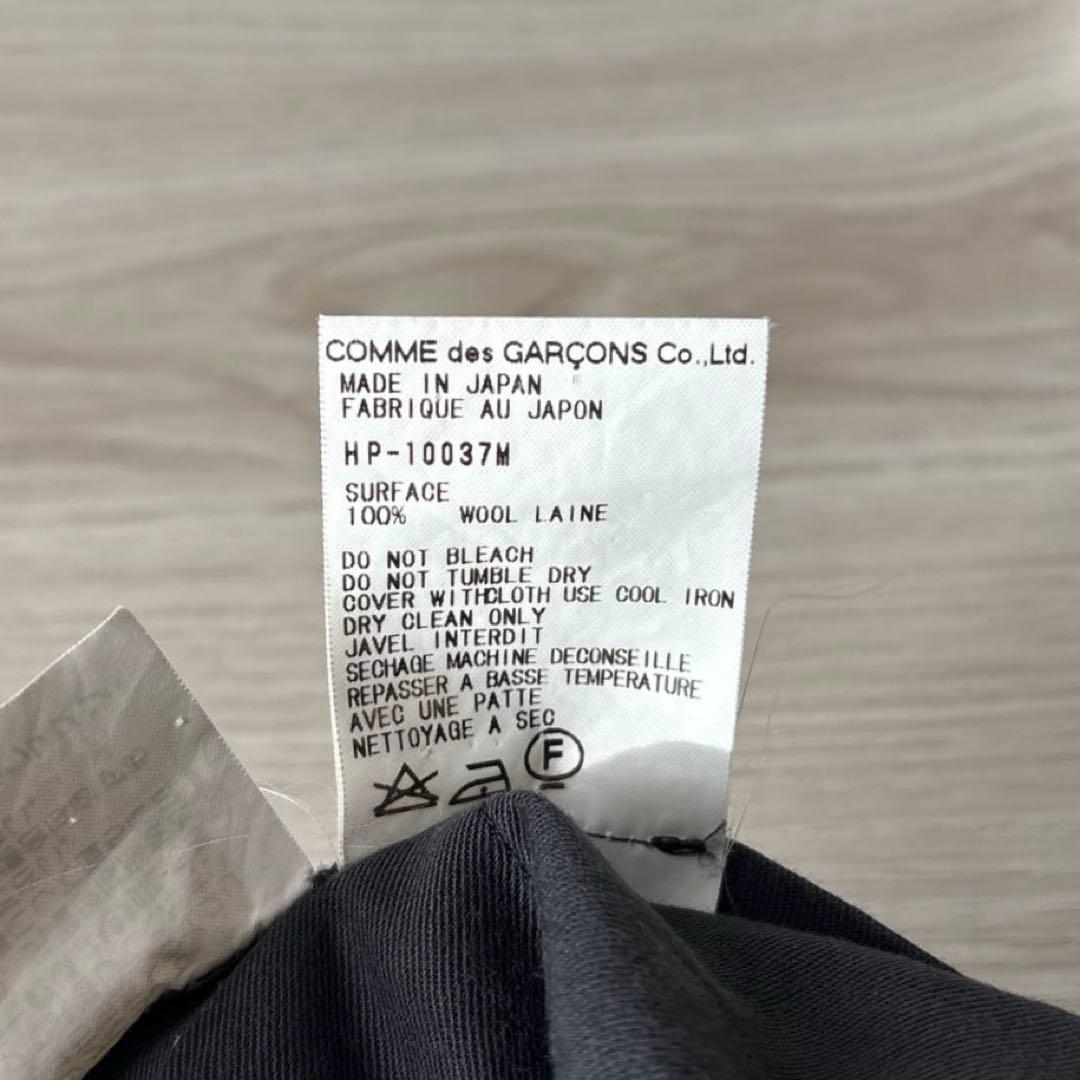 COMME des GARÇONS Co.,Ltd.
MADE IN JAPAN
FABRIQUE AU JAPON
HP-10037M
SURFACE
100% WOOL LAINE
DO NOT BLEACH
DO NOT TUMBLE DRY
COVER WITHCLOTH USE COOL IRON
DRY CLEAN ONLY
JAVEL INTERDIT
SECHAGE MACHINE DECONSEILLE
REPASSER A BASSE TEMPERATURE
AVEC UNE PATTE
NETTOYAGE A SEC
F